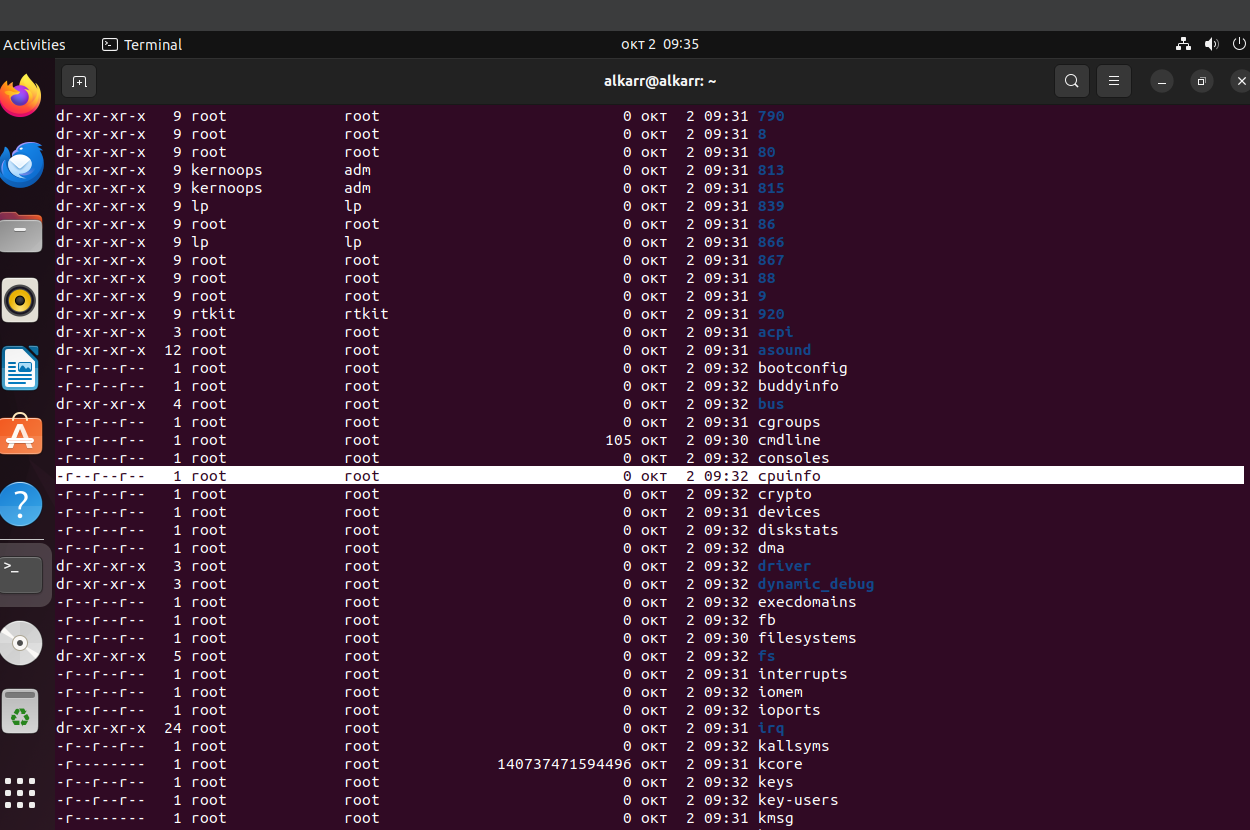 Activities Terminal окт 2 09:35
alkarr@alkarr: ~
dr-xr-xr-x 9 root root 0 окт 2 09:31 790
dr-xr-xr-x 9 root root 0 окт 2 09:31 8
dr-xr-xr-x 9 root root 0 окт 2 09:31 80
dr-xr-xr-x 9 kernoops adm 0 окт 2 09:31 813
dr-xr-xr-x 9 kernoops adm 0 окт 2 09:31 815
dr-xr-xr-x 9 lp lp 0 окт 2 09:31 839
dr-xr-xr-x 9 root root 0 окт 2 09:31 86
dr-xr-xr-x 9 lp lp 0 окт 2 09:31 866
dr-xr-xr-x 9 root root 0 окт 2 09:31 867
dr-xr-xr-x 9 root root 0 окт 2 09:31 88
dr-xr-xr-x 9 root root 0 окт 2 09:31 9
dr-xr-xr-x 9 rtkit rtkit 0 окт 2 09:31 920
dr-xr-xr-x 3 root root 0 окт 2 09:31 acpi
dr-xr-xr-x 12 root root 0 окт 2 09:31 asound
-r--r--r-- 1 root root 0 окт 2 09:32 bootconfig
-r--r--r-- 1 root root 0 окт 2 09:32 buddyinfo
dr-xr-xr-x 4 root root 0 окт 2 09:32 bus
-r--r--r-- 1 root root 0 окт 2 09:31 cgroups
-r--r--r-- 1 root root 105 окт 2 09:30 cmdline
-r--r--r-- 1 root root 0 окт 2 09:32 consoles
-r--r--r-- 1 root root 0 окт 2 09:32 cpuinfo
-r--r--r-- 1 root root 0 окт 2 09:32 crypto
-r--r--r-- 1 root root 0 окт 2 09:31 devices
-r--r--r-- 1 root root 0 окт 2 09:32 diskstats
-r--r--r-- 1 root root 0 окт 2 09:32 dma
dr-xr-xr-x 3 root root 0 окт 2 09:32 driver
dr-xr-xr-x 3 root root 0 окт 2 09:32 dynamic_debug
-r--r--r-- 1 root root 0 окт 2 09:32 execdomains
-r--r--r-- 1 root root 0 окт 2 09:32 fb
-r--r--r-- 1 root root 0 окт 2 09:30 filesystems
dr-xr-xr-x 5 root root 0 окт 2 09:32 fs
-r--r--r-- 1 root root 0 окт 2 09:31 interrupts
-r--r--r-- 1 root root 0 окт 2 09:32 iomem
-r--r--r-- 1 root root 0 окт 2 09:32 ioports
dr-xr-xr-x 24 root root 0 окт 2 09:31 irq
-r--r--r-- 1 root root 0 окт 2 09:32 kallsyms
-r-------- 1 root root 140737471594496 окт 2 09:31 kcore
-r--r--r-- 1 root root 0 окт 2 09:32 keys
-r--r--r-- 1 root root 0 окт 2 09:32 key-users
-r-------- 1 root root 0 окт 2 09:31 kmsg